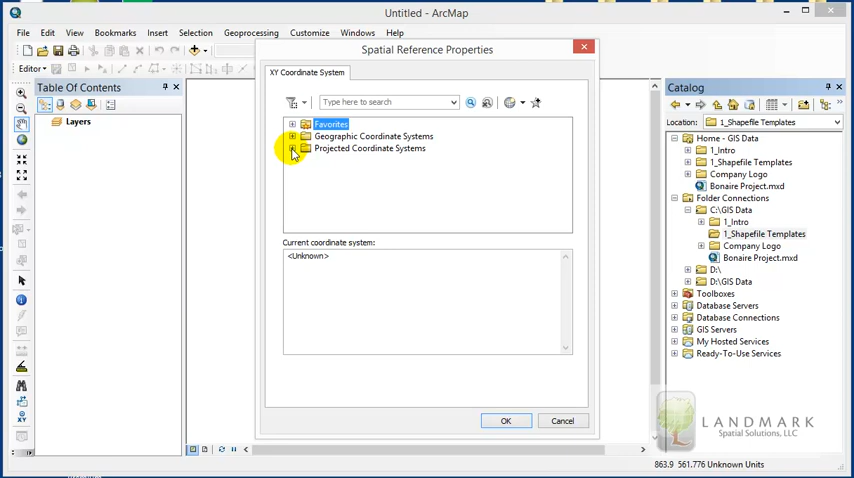 Untitled - ArcMap
File Edit View Bookmarks Insert Selection Geoprocessing Customize Windows Help
Editor
Table Of Contents
Layers
Spatial Reference Properties
XY Coordinate System
Type here to search
Favorites
Geographic Coordinate Systems
Projected Coordinate Systems
Current coordinate system:
<Unknown>
OK Cancel
Catalog
Location: 1_Shapefile Templates
Home - GIS Data
1_Intro
1_Shapefile Templates
Company Logo
Bonaire Project.mxd
Folder Connections
C:\GIS Data
1_Intro
1_Shapefile Templates
Company Logo
Bonaire Project.mxd
D:\
D:\GIS Data
Toolboxes
Database Servers
Database Connections
GIS Servers
My Hosted Services
Ready-To-Use Services
LANDMARK
Spatial Solutions, LLC
863.9 561.776 Unknown Units